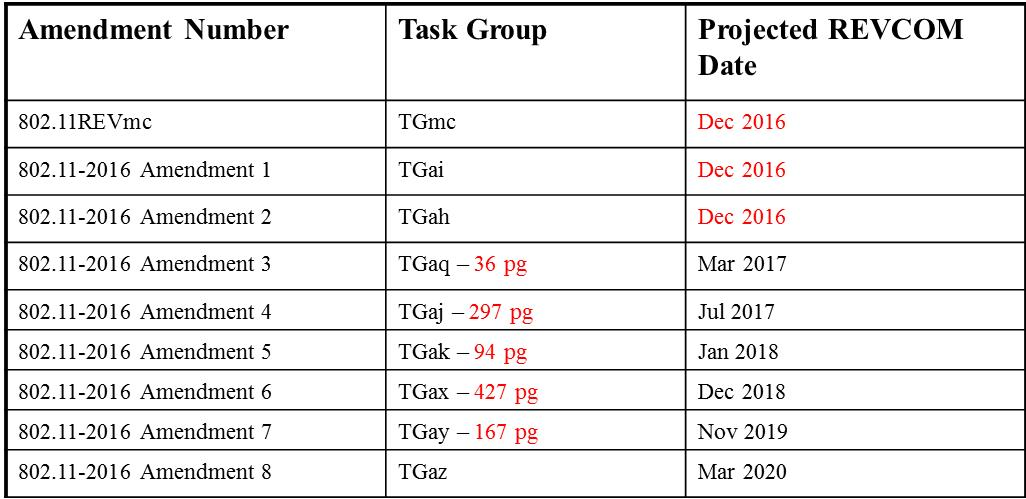 Amendment Number Task Group Projected REVCOM
Date
802.11REVmc TGmc Dec 2016
802.11-2016 Amendment 1 TGai Dec 2016
802.11-2016 Amendment 2 TGah Dec 2016
802.11-2016 Amendment 3 TGaq – 36 pg Mar 2017
802.11-2016 Amendment 4 TGaj – 297 pg Jul 2017
802.11-2016 Amendment 5 TGak – 94 pg Jan 2018
802.11-2016 Amendment 6 TGax – 427 pg Dec 2018
802.11-2016 Amendment 7 TGay – 167 pg Nov 2019
802.11-2016 Amendment 8 TGaz Mar 2020